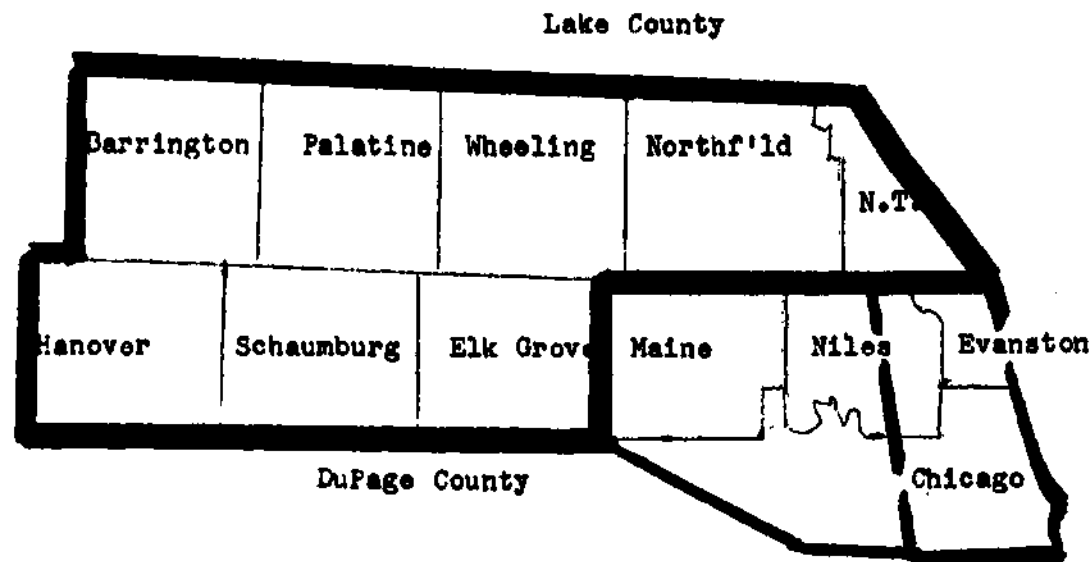 Lake County
Barrington Palatine Wheeling Northf'ld
N.T.
Hanover Schaumburg Elk Grove Maine Niles Evanston
DuPage County
Chicago